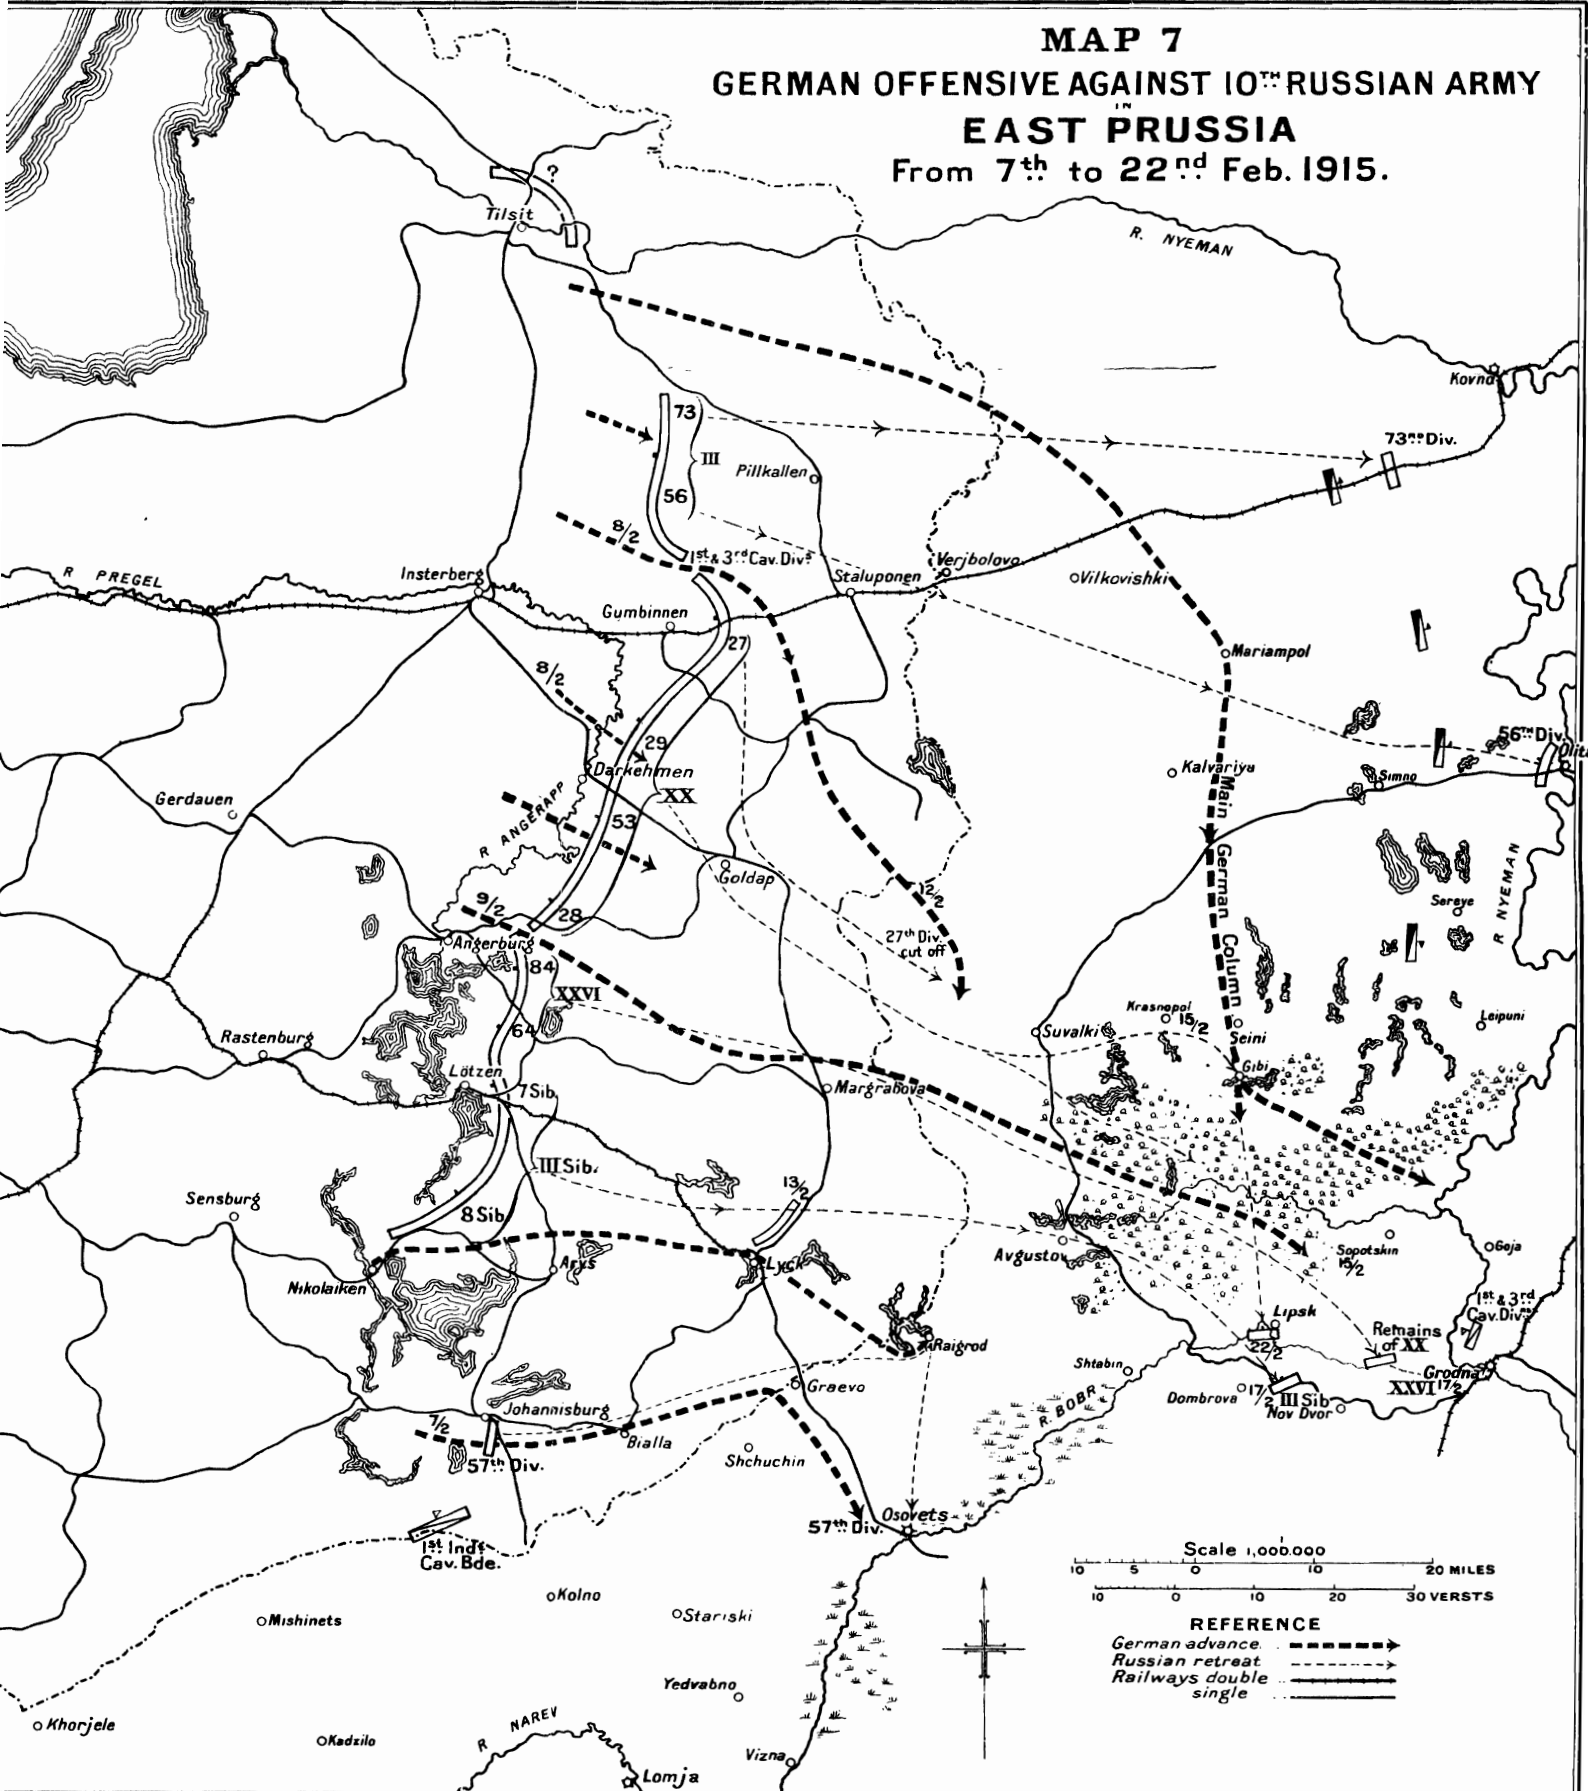 MAP 7
GERMAN OFFENSIVE AGAINST 10TH RUSSIAN ARMY
IN
EAST PRUSSIA
From 7th to 22nd Feb. 1915.
?
Tilsit
R. NYEMAN
Kovna
73
73RD Div.
III
Pillkallen
56
8/2
1st & 3rd Cav. Divs
Verjbolovo
R PREGEL
Insterberg
Staluponen
Vilkovishki
Gumbinnen
27
Mariampol
8/2
29
56TH Div.
Olita
Darkehmen
Kalvariya
Simno
Gerdauen
XX
R ANGERAPP
53
Main German Column
Goldap
R NYEMAN
12/2
Sereye
9/2
28
27th Div.
cut off
Angerburg
84
XXVI
Krasnopol
15/2
Leipuni
64
Suvalki
Seini
Rastenburg
Gibi
Lötzen
7 Sib.
Margrabova
III Sib.
13/2
Sensburg
8 Sib.
Avgustov
Sopotskin
15/2
Goja
Arys
Lyck
Nikolaiken
1st & 3rd
Cav. Divns
Lipsk
Remains
of XX
Raigrod
22/2
Shtabin
Grodna
Graevo
Dombrova
17/2
III Sib.
XXVI 17/2
Nov Dvor
Johannisburg
R. BOBR
7/2
Bialla
Shchuchin
57th Div.
57th Div.
Osovets
1st Indt
Cav. Bde.
Scale 1,000.000
10 5 0 10 20 MILES
10 0 10 20 30 VERSTS
Kolno
Stariski
Mishinets
REFERENCE
German advance
Russian retreat
Railways double
single
Yedvabno
Khorjele
Kadzilo
R NAREV
Vizna
Lomja